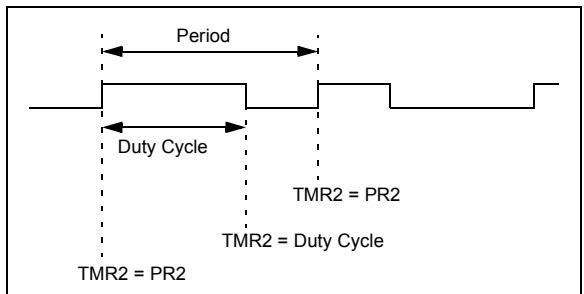 Period
Duty Cycle
TMR2 = PR2
TMR2 = Duty Cycle
TMR2 = PR2